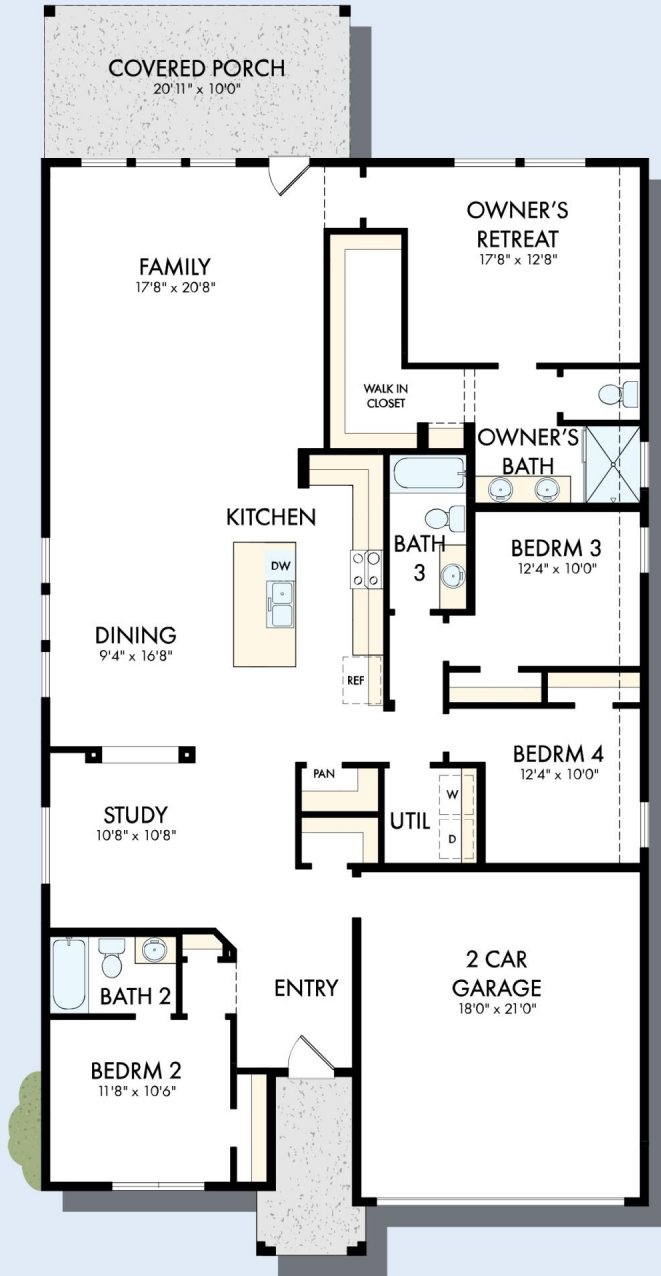 COVERED PORCH
20'11" x 10'0"
OWNER'S
RETREAT
17'8" x 12'8"
FAMILY
17'8" x 20'8"
WALK IN
CLOSET
OWNER'S
BATH
KITCHEN
DW
BATH
3
BEDRM 3
12'4" x 10'0"
DINING
9'4" x 16'8"
REF
BEDRM 4
12'4" x 10'0"
PAN
W
STUDY
10'8" x 10'8"
UTIL
D
2 CAR
GARAGE
18'0" x 21'0"
BATH 2
ENTRY
BEDRM 2
11'8" x 10'6"